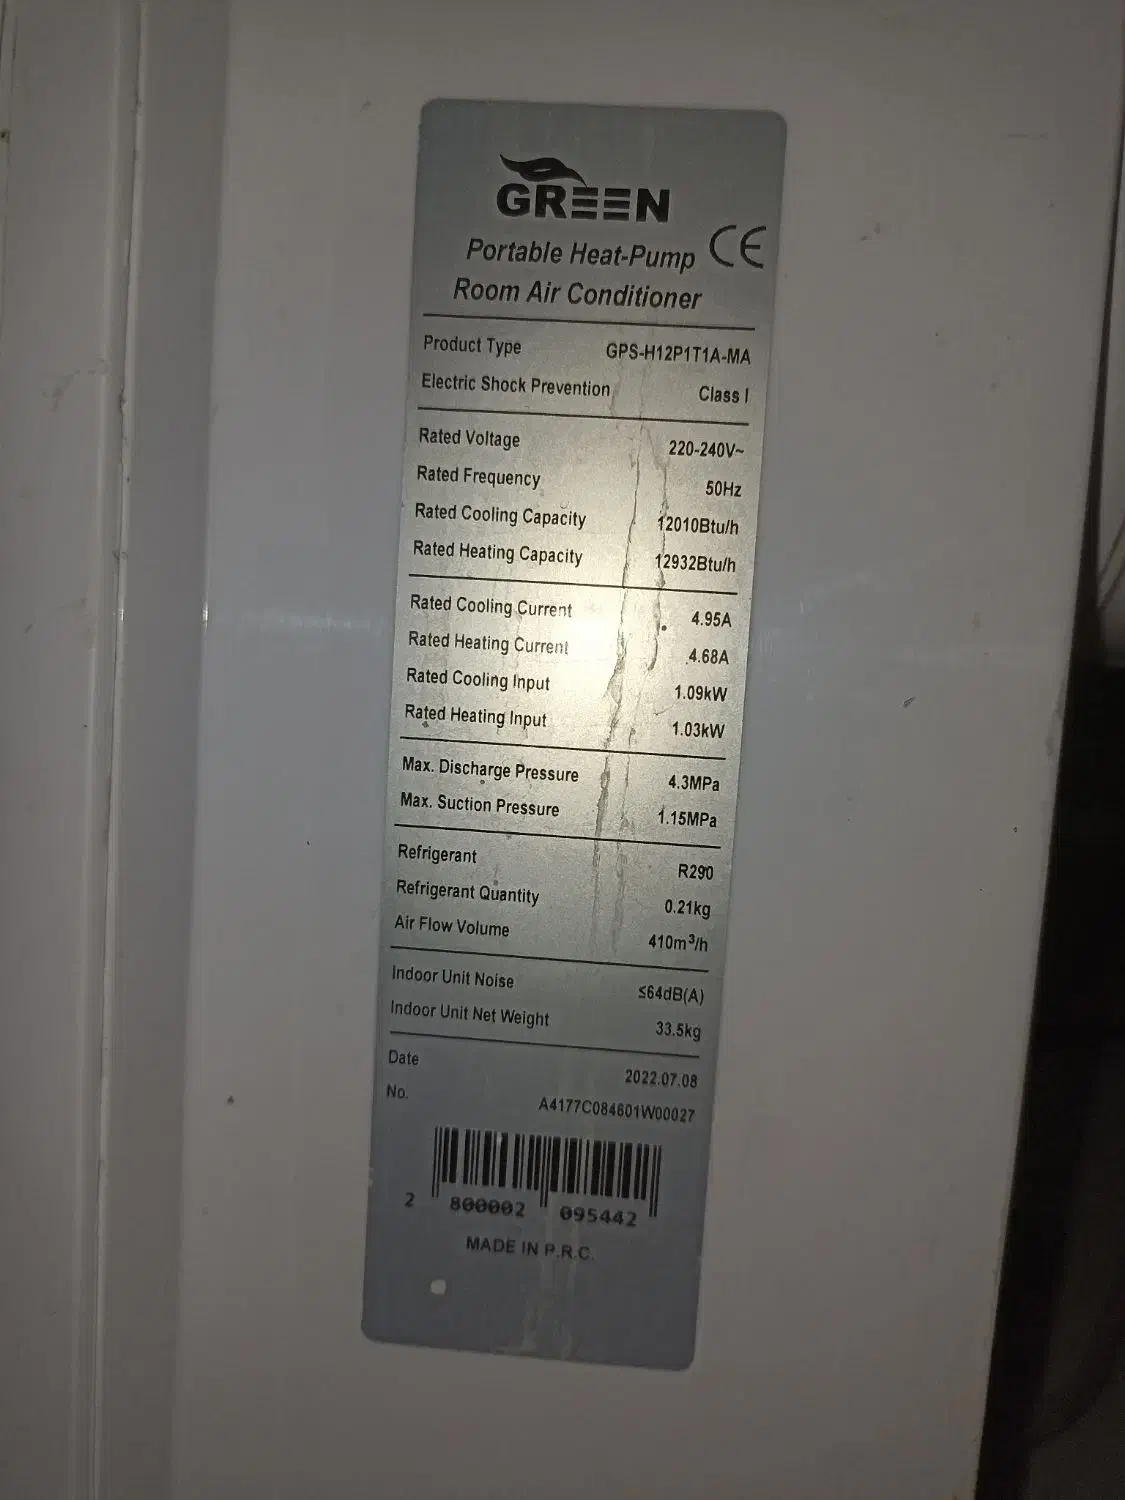 GREEN
Portable Heat-Pump CE
Room Air Conditioner
Product Type GPS-H12P1T1A-MA
Electric Shock Prevention Class I
Rated Voltage 220-240V~
Rated Frequency 50Hz
Rated Cooling Capacity 12010Btu/h
Rated Heating Capacity 12932Btu/h
Rated Cooling Current 4.95A
Rated Heating Current 4.68A
Rated Cooling Input 1.09kW
Rated Heating Input 1.03kW
Max. Discharge Pressure 4.3MPa
Max. Suction Pressure 1.15MPa
Refrigerant R290
Refrigerant Quantity 0.21kg
Air Flow Volume 410m³/h
Indoor Unit Noise ≤64dB(A)
Indoor Unit Net Weight 33.5kg
Date 2022.07.08
No. A4177C084601W00027
2 800002 095442
MADE IN P.R.C.